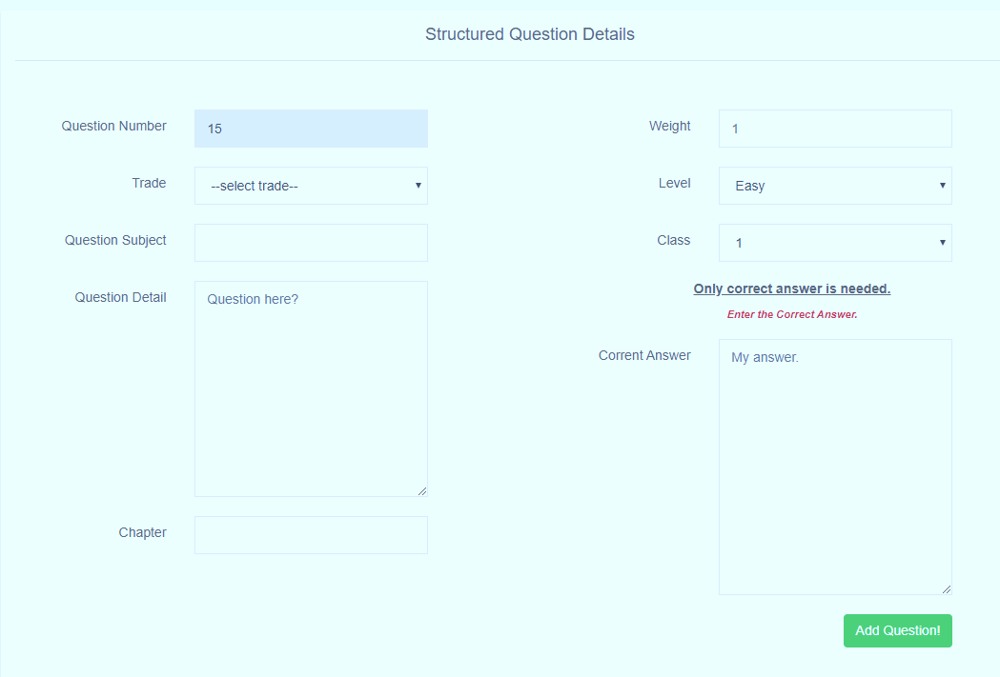 Structured Question Details
Question Number 15
Trade --select trade--
Question Subject
Question Detail Question here?
Chapter
Weight 1
Level Easy
Class 1
Only correct answer is needed.
Enter the Correct Answer.
Corrent Answer My answer.
Add Question!